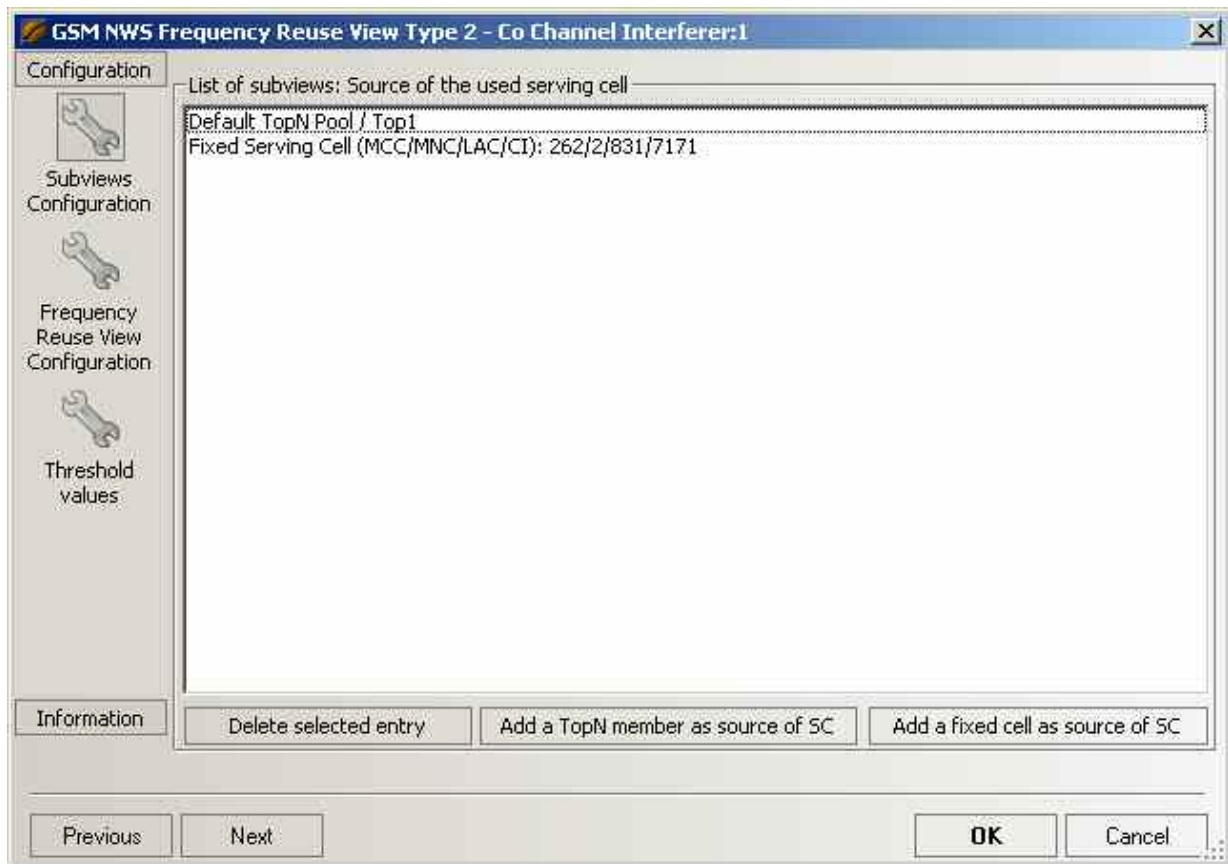 GSM NWS Frequency Reuse View Type 2 - Co Channel Interferer:1
Configuration
Subviews
Configuration
Frequency
Reuse View
Configuration
Threshold
values
Information
List of subviews: Source of the used serving cell
Default TopN Pool / Top1
Fixed Serving Cell (MCC/MNC/LAC/CI): 262/2/831/7171
Delete selected entry
Add a TopN member as source of SC
Add a fixed cell as source of SC
Previous
Next
OK
Cancel